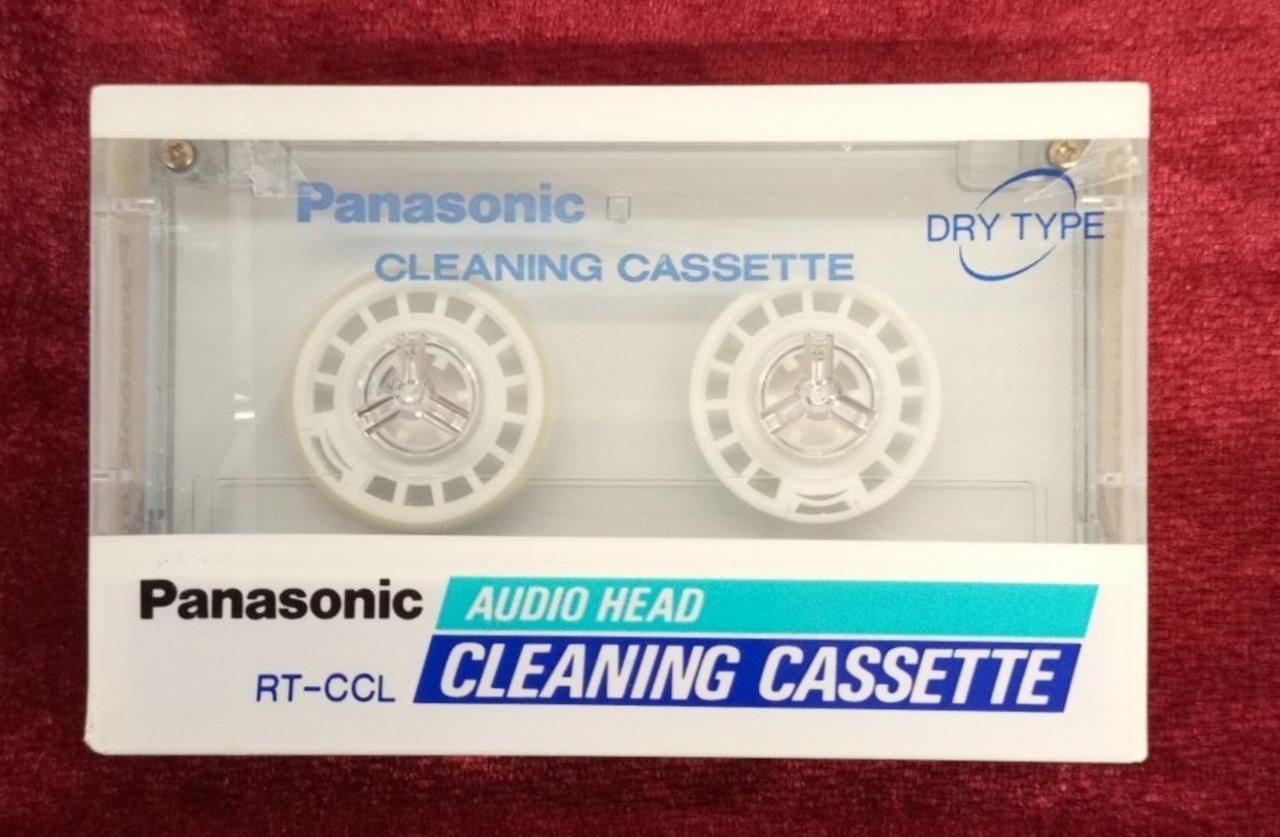 Panasonic
DRY TYPE
CLEANING CASSETTE
Panasonic
AUDIO HEAD
RT-CCL
CLEANING CASSETTE